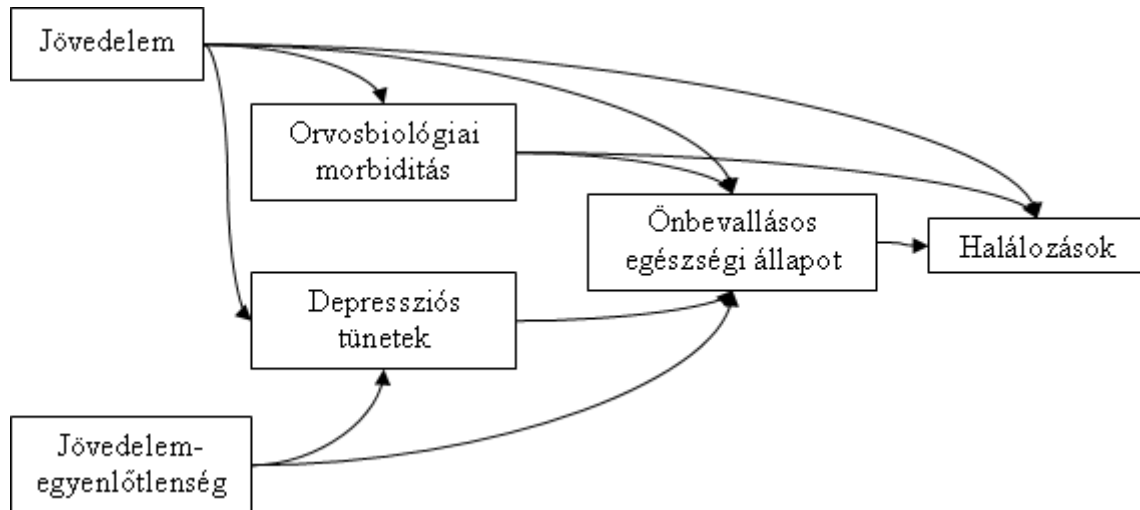 Jövedelem
Orvosbiológiai
morbiditás
Önbevallásos
egészségi állapot
Halálozások
Depressziós
tünetek
Jövedelem-
egyenlőtlenség